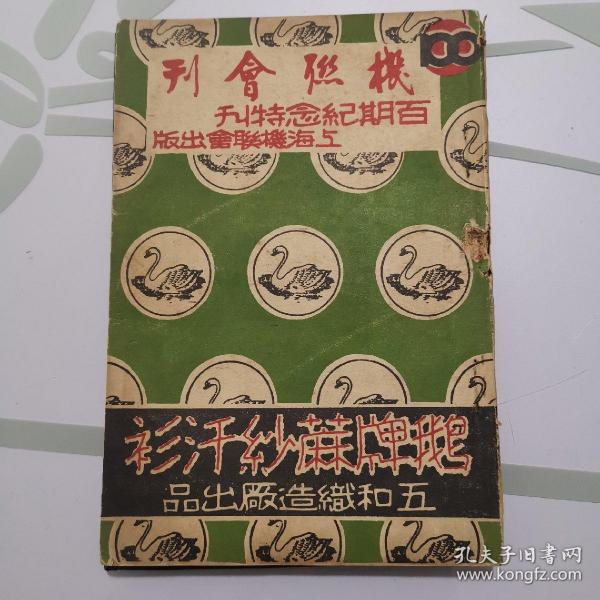 100
機聯會刊
百期紀念特刊
上海機聯會出版
鵝牌蔴紗汗衫
五和織造厰出品
孔夫子旧书网
www.kongfz.com